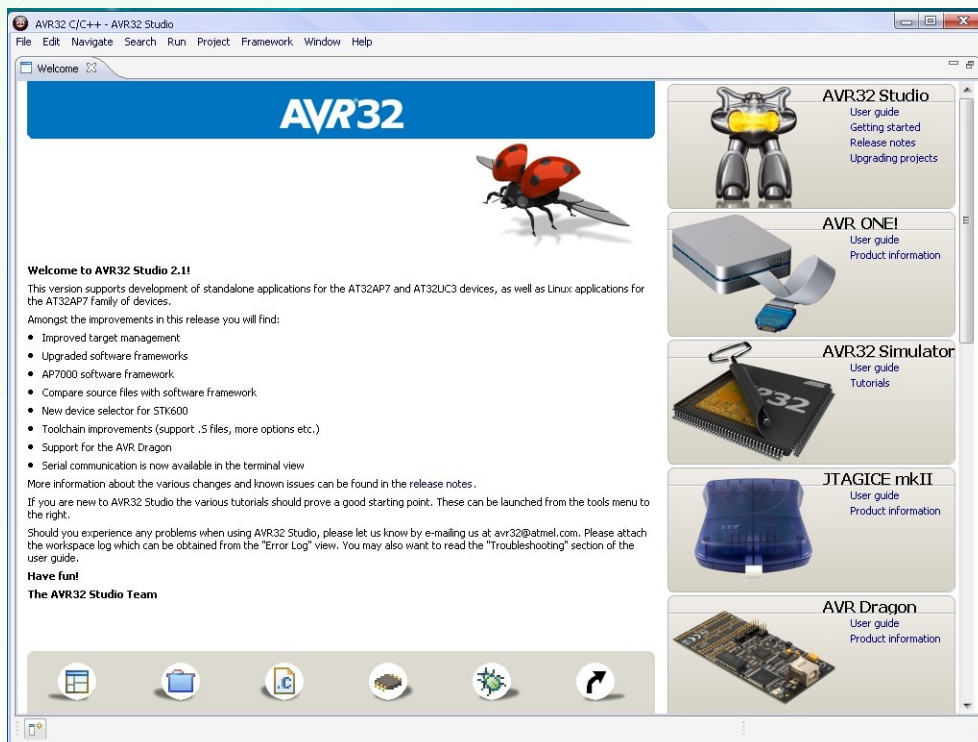 AVR32 C/C++ - AVR32 Studio
File Edit Navigate Search Run Project Framework Window Help
Welcome
AVR32
Welcome to AVR32 Studio 2.1!
This version supports development of standalone applications for the AT32AP7 and AT32UC3 devices, as well as Linux applications for
the AT32AP7 family of devices.
Amongst the improvements in this release you will find:
• Improved target management
• Upgraded software frameworks
• AP7000 software framework
• Compare source files with software framework
• New device selector for STK600
• Toolchain improvements (support .S files, more options etc.)
• Support for the AVR Dragon
• Serial communication is now available in the terminal view
More information about the various changes and known issues can be found in the release notes.
If you are new to AVR32 Studio the various tutorials should prove a good starting point. These can be launched from the tools menu to
the right.
Should you experience any problems when using AVR32 Studio, please let us know by e-mailing us at avr32@atmel.com. Please attach
the workspace log which can be obtained from the "Error Log" view. You may also want to read the "Troubleshooting" section of the
user guide.
Have fun!
The AVR32 Studio Team
.c
AVR32 Studio
User guide
Getting started
Release notes
Upgrading projects
AVR ONE!
User guide
Product information
AVR32 Simulator
User guide
Tutorials
VR32
JTAGICE mkII
User guide
Product information
AVR Dragon
User guide
Product information